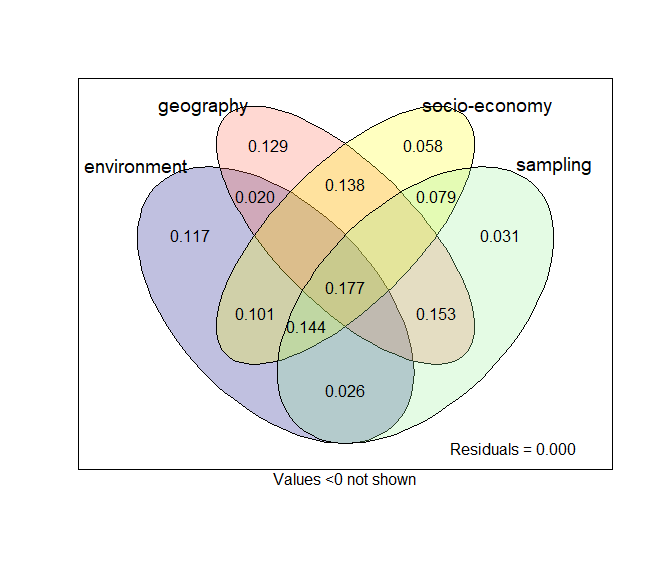 geography socio-economy
environment sampling
0.129 0.058
0.138
0.020 0.079
0.117 0.031
0.177
0.101 0.153
0.144
0.026
Residuals = 0.000
Values <0 not shown